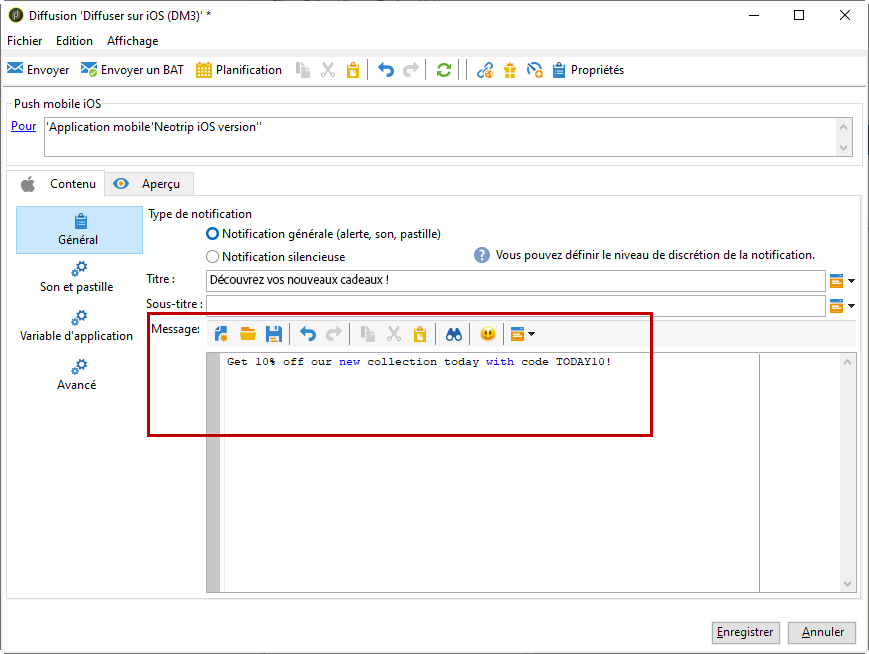 Diffusion 'Diffuser sur iOS (DM3)' *
Fichier Edition Affichage
Envoyer Envoyer un BAT Planification Propriétés
Push mobile iOS
Pour 'Application mobile'Neotrip iOS version''
Contenu Aperçu
Général
Son et pastille
Variable d'application
Avancé
Type de notification
Notification générale (alerte, son, pastille)
Notification silencieuse
? Vous pouvez définir le niveau de discrétion de la notification.
Titre : Découvrez vos nouveaux cadeaux !
Sous-titre :
Message:
Get 10% off our new collection today with code TODAY10!
Enregistrer Annuler